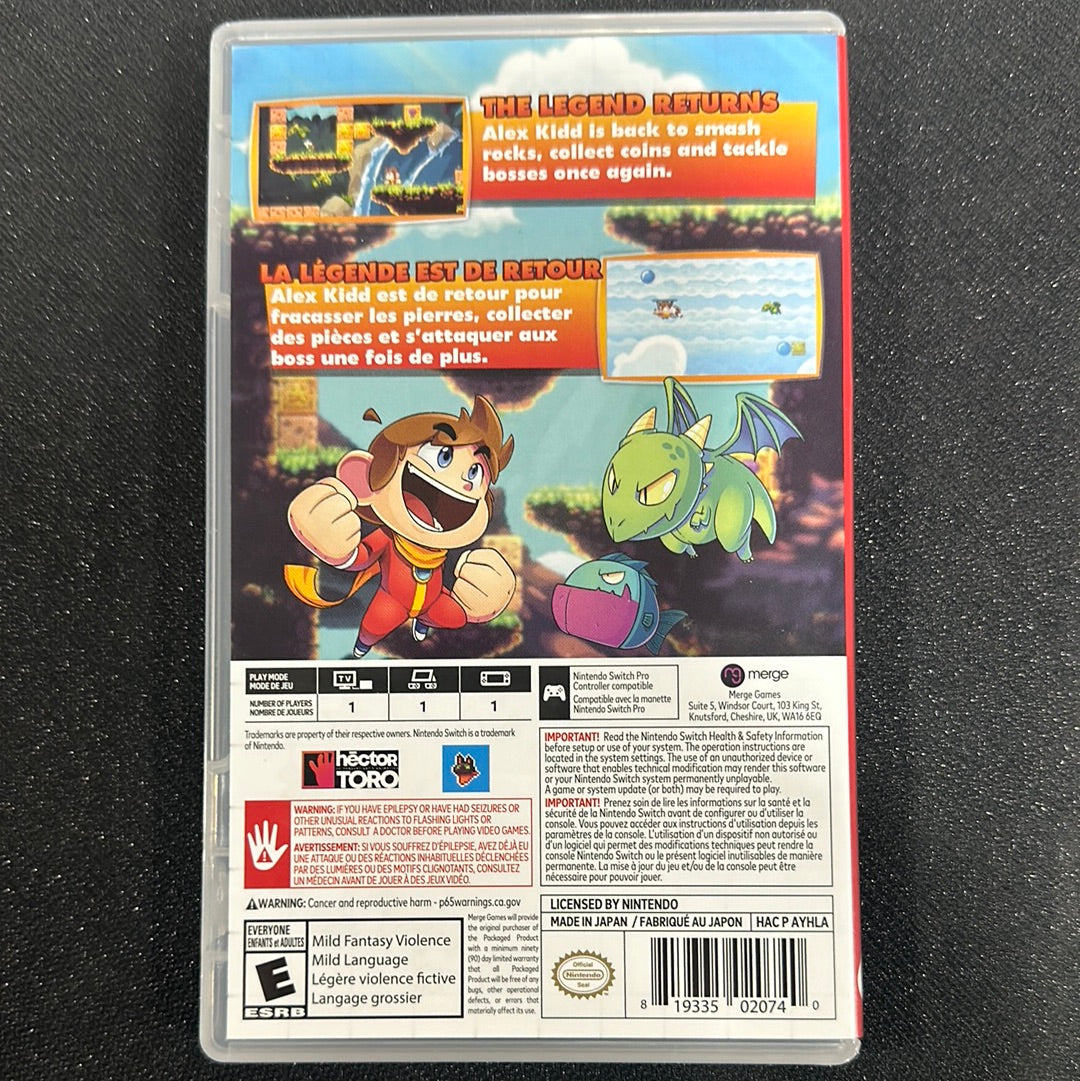 THE LEGEND RETURNS
Alex Kidd is back to smash
rocks, collect coins and tackle
bosses once again.
LA LÉGENDE EST DE RETOUR
Alex Kidd est de retour pour
fracasser les pierres, collecter
des pièces et s'attaquer aux
boss une fois de plus.
PLAY MODE
MODE DE JEU
TV
NUMBER OF PLAYERS
NOMBRE DE JOUEURS
1
1
1
Nintendo Switch Pro
Controller compatible
Compatible avec la manette
Nintendo Switch Pro
merge
Merge Games
Suite 5, Windsor Court, 103 King St,
Knutsford, Cheshire, UK, WA16 6EQ
Trademarks are property of their respective owners. Nintendo Switch is a trademark
of Nintendo.
hēctor
TORO
WARNING: IF YOU HAVE EPILEPSY OR HAVE HAD SEIZURES OR
OTHER UNUSUAL REACTIONS TO FLASHING LIGHTS OR
PATTERNS, CONSULT A DOCTOR BEFORE PLAYING VIDEO GAMES.
AVERTISSEMENT: SI VOUS SOUFFREZ D'ÉPILEPSIE, AVEZ DÉJÀ EU
UNE ATTAQUE OU DES RÉACTIONS INHABITUELLES DÉCLENCHÉES
PAR DES LUMIÈRES OU DES MOTIFS CLIGNOTANTS, CONSULTEZ
UN MÉDECIN AVANT DE JOUER À DES JEUX VIDÉO.
IMPORTANT! Read the Nintendo Switch Health & Safety Information
before setup or use of your system. The operation instructions are
located in the system settings. The use of an unauthorized device or
software that enables technical modification may render this software
or your Nintendo Switch system permanently unplayable.
A game or system update (or both) may be required to play.
IMPORTANT! Prenez soin de lire les informations sur la santé et la
sécurité de la Nintendo Switch avant de configurer ou d'utiliser la
console. Vous pouvez accéder aux instructions d'utilisation depuis les
paramètres de la console. L'utilisation d'un dispositif non autorisé ou
d'un logiciel qui permet des modifications techniques peut rendre la
console Nintendo Switch ou le présent logiciel inutilisables de manière
permanente. La mise à jour du jeu et/ou de la console peut être
nécessaire pour pouvoir jouer.
WARNING: Cancer and reproductive harm - p65warnings.ca.gov
EVERYONE
ENFANTS et ADULTES
E
ESRB
Mild Fantasy Violence
Mild Language
Légère violence fictive
Langage grossier
Merge Games will provide
the original purchaser of
the Packaged Product
with a minimum ninety
(90) day limited warranty
that all Packaged
Product will be free of any
bugs, other operational
defects, or errors that
materially affect its use.
LICENSED BY NINTENDO
MADE IN JAPAN / FABRIQUÉ AU JAPON
HAC P AYHLA
Official
Nintendo
Seal
8 19335 02074 0